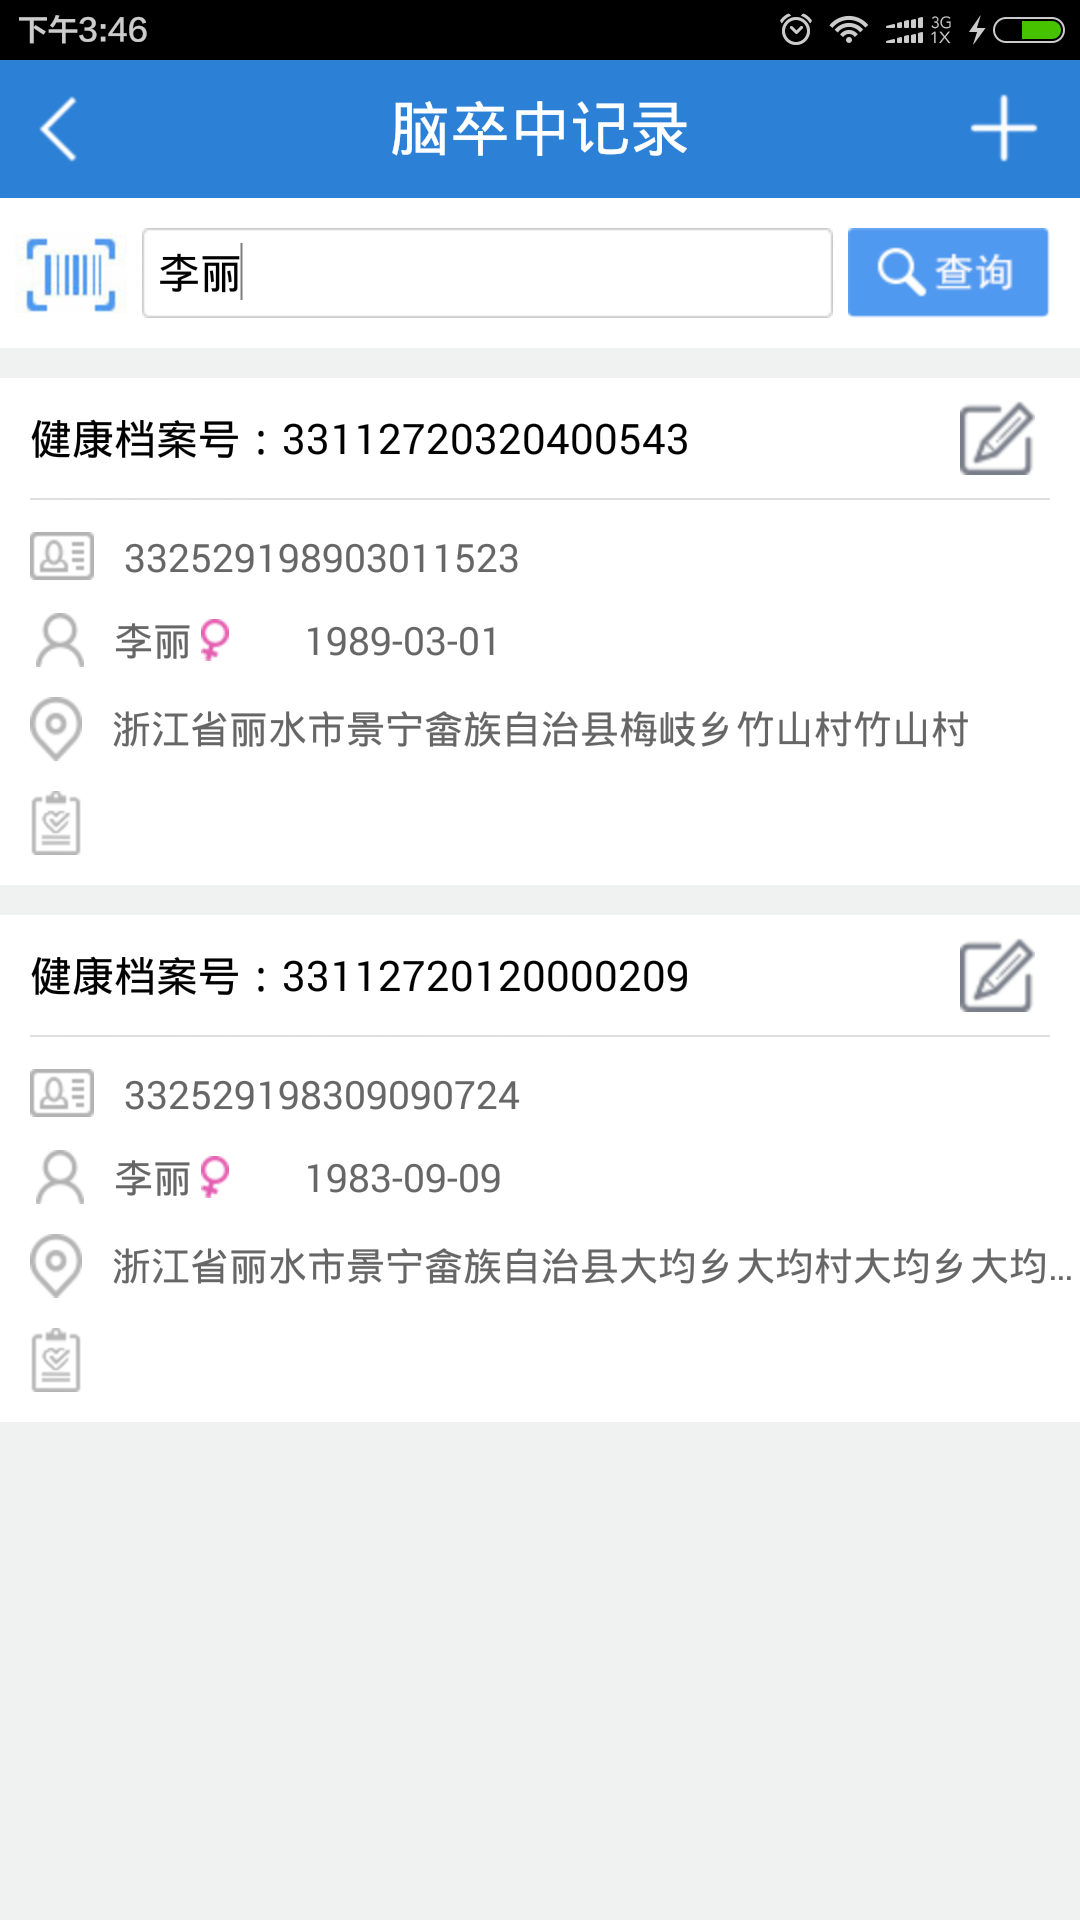 下午3:46
3G
1X
脑卒中记录
李丽
查询
健康档案号：33112720320400543
332529198903011523
李丽 1989-03-01
浙江省丽水市景宁畲族自治县梅岐乡竹山村竹山村
健康档案号：33112720120000209
332529198309090724
李丽 1983-09-09
浙江省丽水市景宁畲族自治县大均乡大均村大均乡大均...